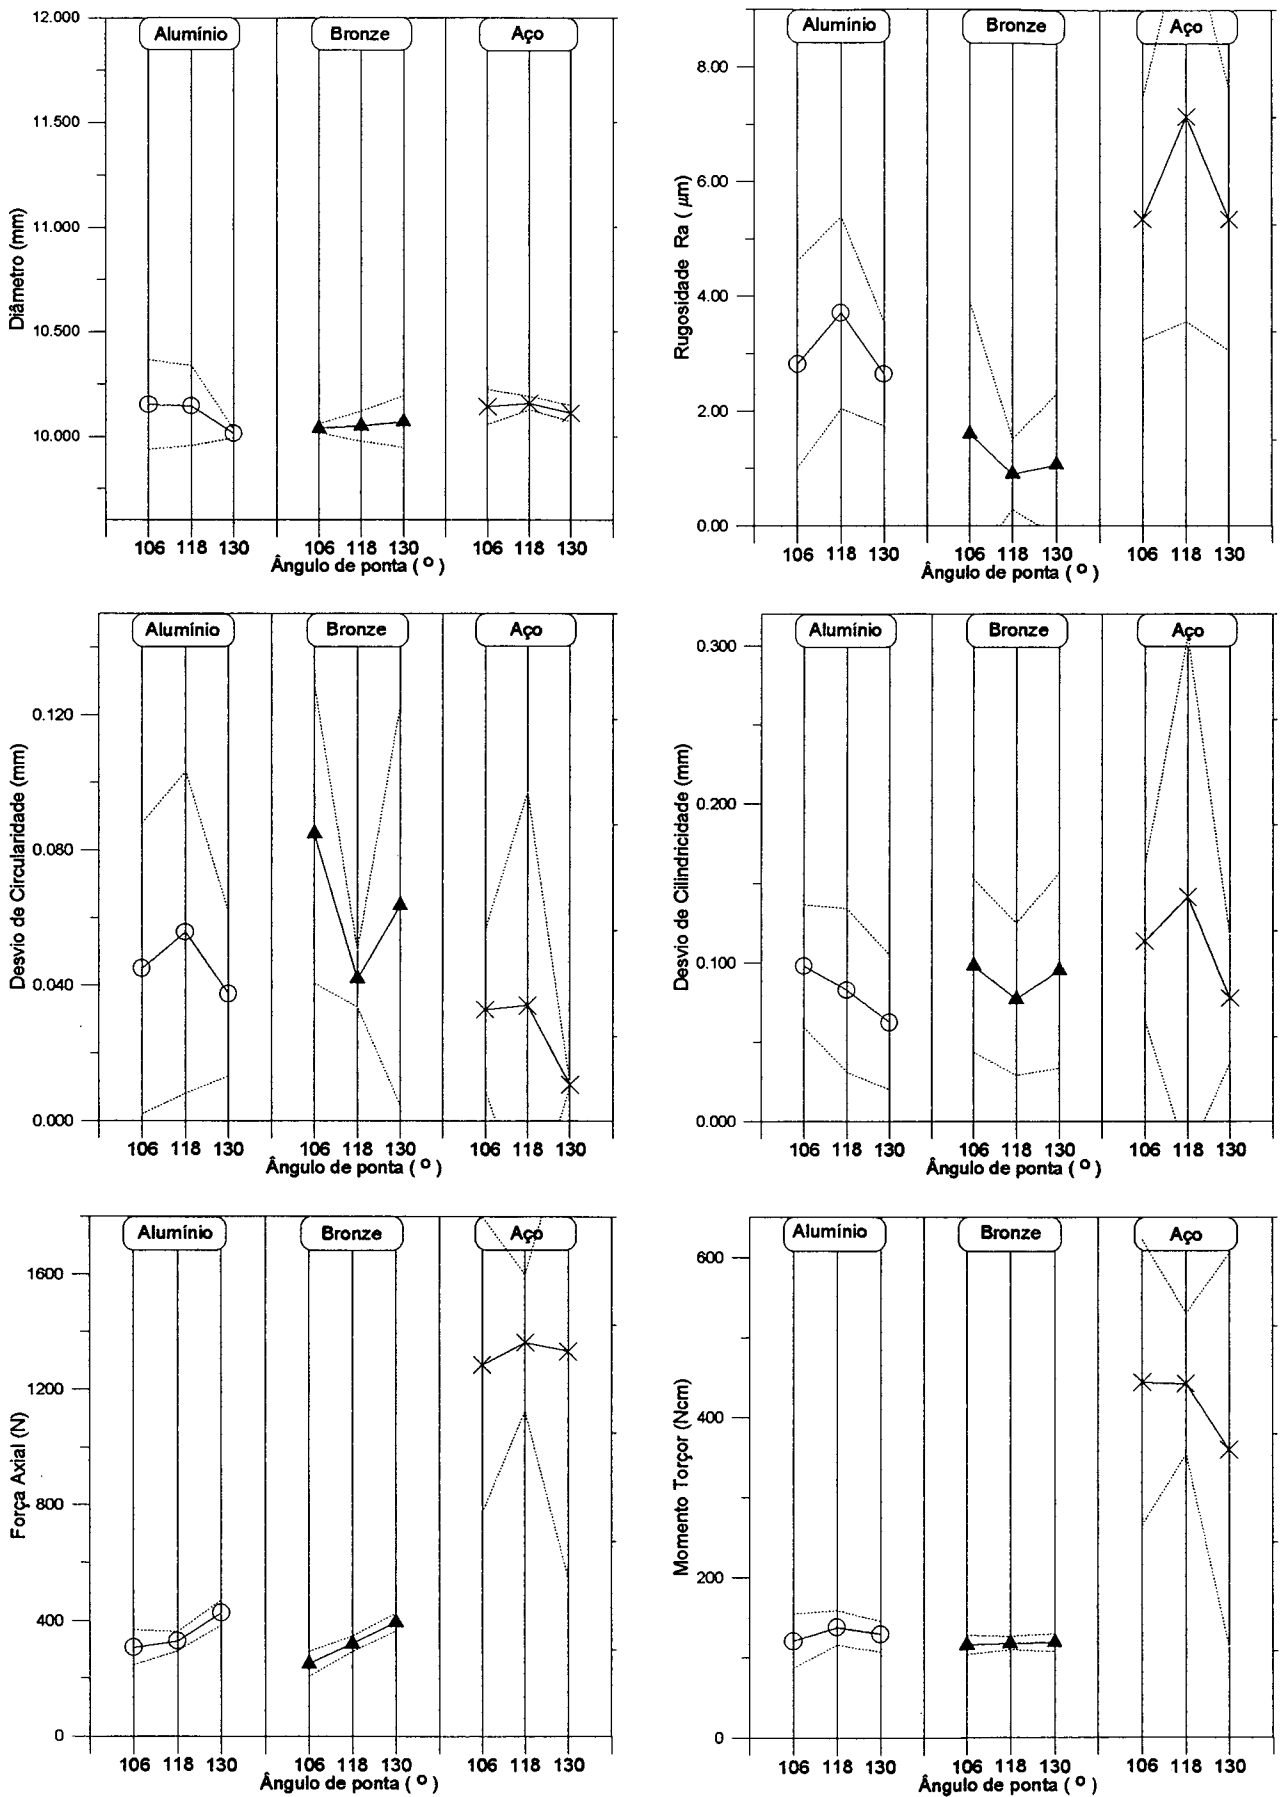 Diâmetro (mm)
12.000
11.500
11.000
10.500
10.000
Alumínio Bronze Aço
106 118 130 106 118 130 106 118 130
Ângulo de ponta ( º )
Rugosidade Ra ( µm)
8.00
6.00
4.00
2.00
0.00
Alumínio Bronze Aço
106 118 130 106 118 130 106 118 130
Ângulo de ponta ( º )
Desvio de Circularidade (mm)
0.120
0.080
0.040
0.000
Alumínio Bronze Aço
106 118 130 106 118 130 106 118 130
Ângulo de ponta ( º )
Desvio de Cilindricidade (mm)
0.300
0.200
0.100
0.000
Alumínio Bronze Aço
106 118 130 106 118 130 106 118 130
Ângulo de ponta ( º )
Força Axial (N)
1600
1200
800
400
0
Alumínio Bronze Aço
106 118 130 106 118 130 106 118 130
Ângulo de ponta ( º )
Momento Torçor (Ncm)
600
400
200
0
Alumínio Bronze Aço
106 118 130 106 118 130 106 118 130
Ângulo de ponta ( º )